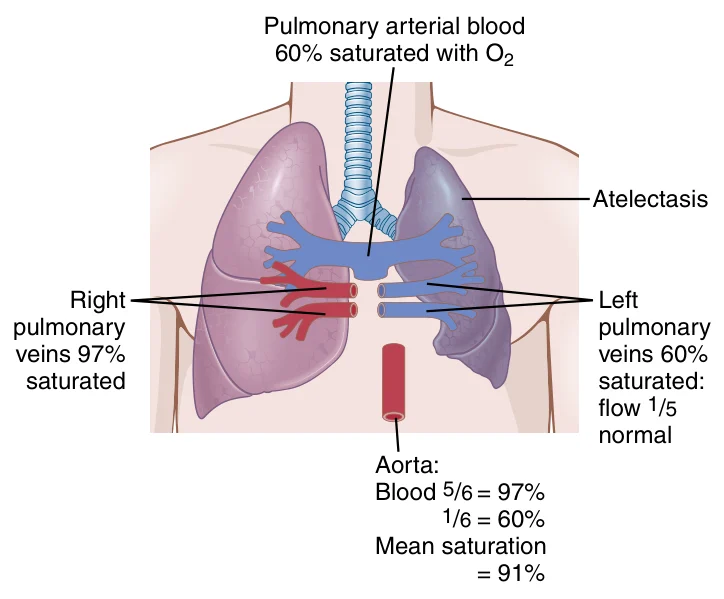 Pulmonary arterial blood
60% saturated with O2
Atelectasis
Right
pulmonary
veins 97%
saturated
Left
pulmonary
veins 60%
saturated:
flow 1/5
normal
Aorta:
Blood 5/6 = 97%
1/6 = 60%
Mean saturation
= 91%